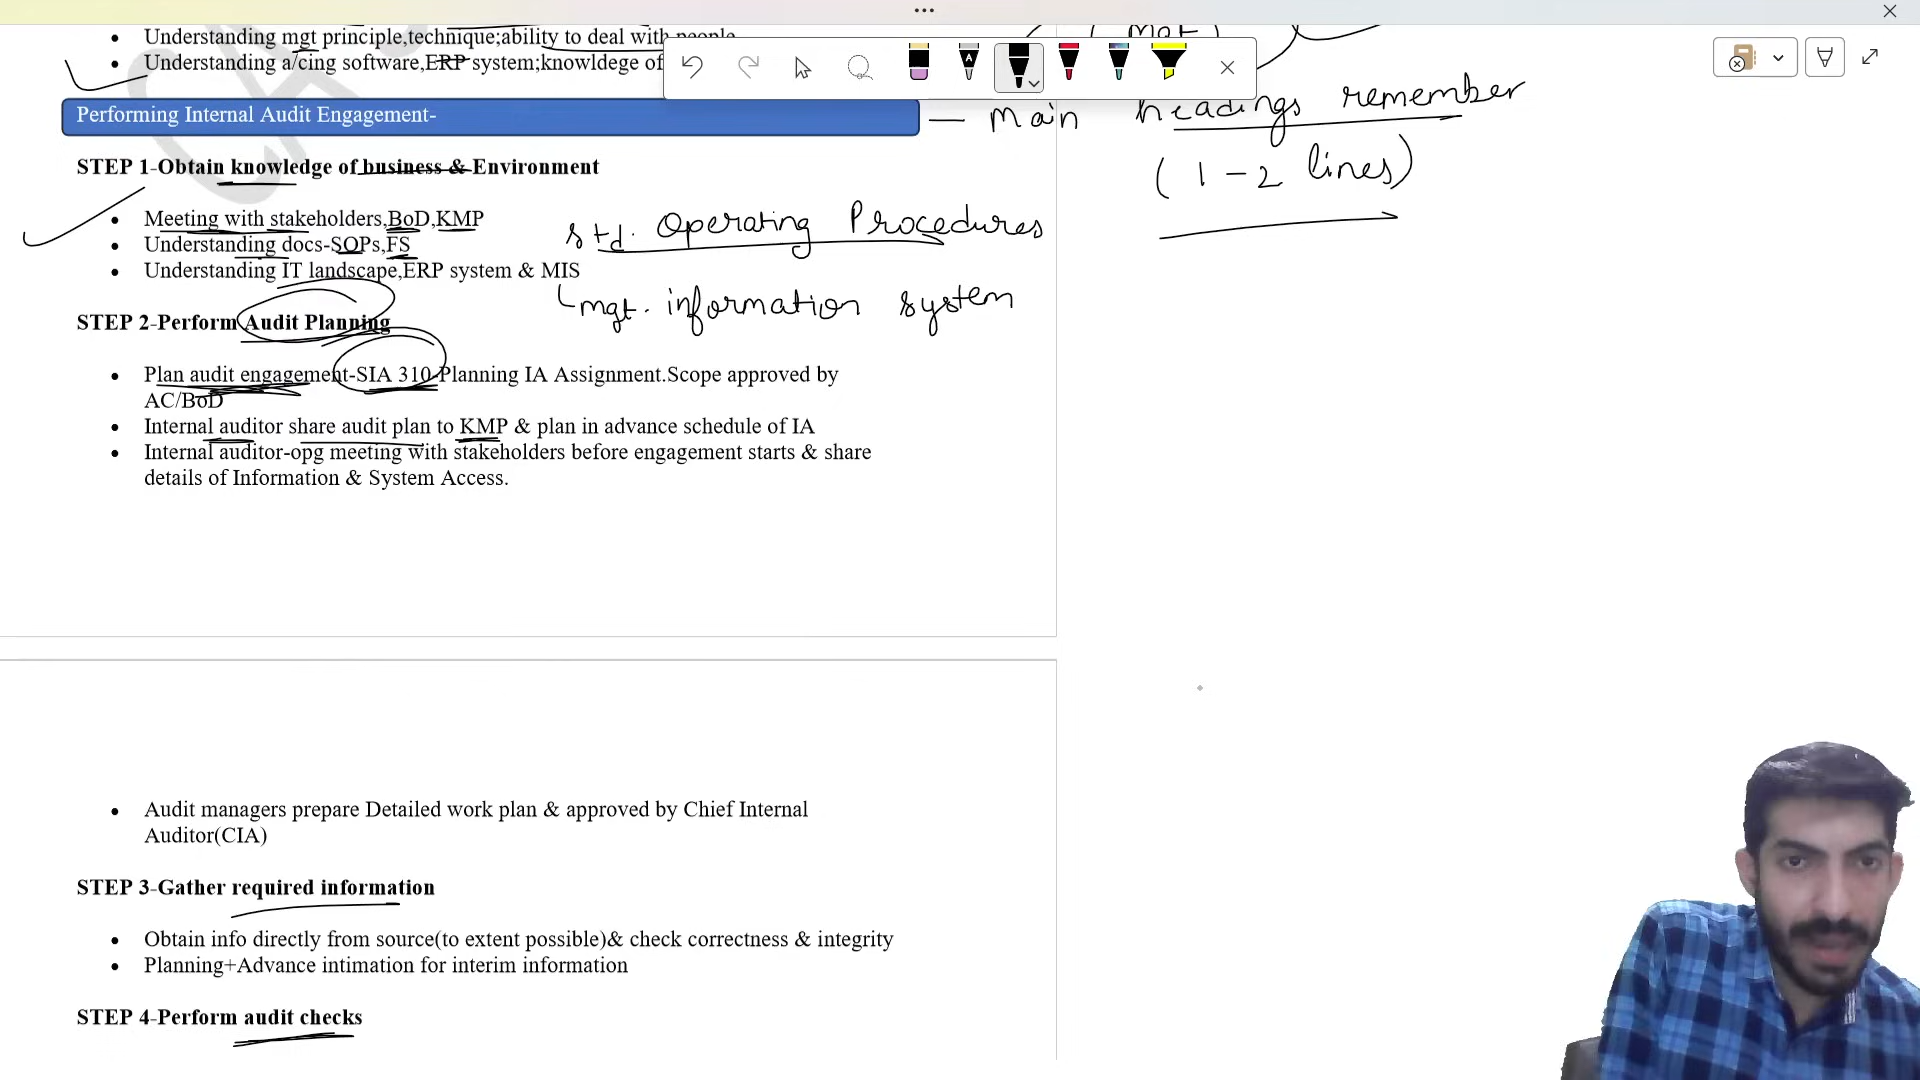 Understanding mgt principle,technique;ability to deal with people
Understanding a/cing software,ERP system;knowldege of
(mgt)
Performing Internal Audit Engagement-
— main headings remember
(1-2 lines)
STEP 1-Obtain knowledge of business & Environment
Meeting with stakeholders,BoD,KMP
Understanding docs-SOPs,FS
std. Operating Procedures
Understanding IT landscape,ERP system & MIS
mgt. information system
STEP 2-Perform Audit Planning
Plan audit engagement-SIA 310-Planning IA Assignment.Scope approved by
AC/BoD
Internal auditor share audit plan to KMP & plan in advance schedule of IA
Internal auditor-opg meeting with stakeholders before engagement starts & share
details of Information & System Access.
Audit managers prepare Detailed work plan & approved by Chief Internal
Auditor(CIA)
STEP 3-Gather required information
Obtain info directly from source(to extent possible)& check correctness & integrity
Planning+Advance intimation for interim information
STEP 4-Perform audit checks